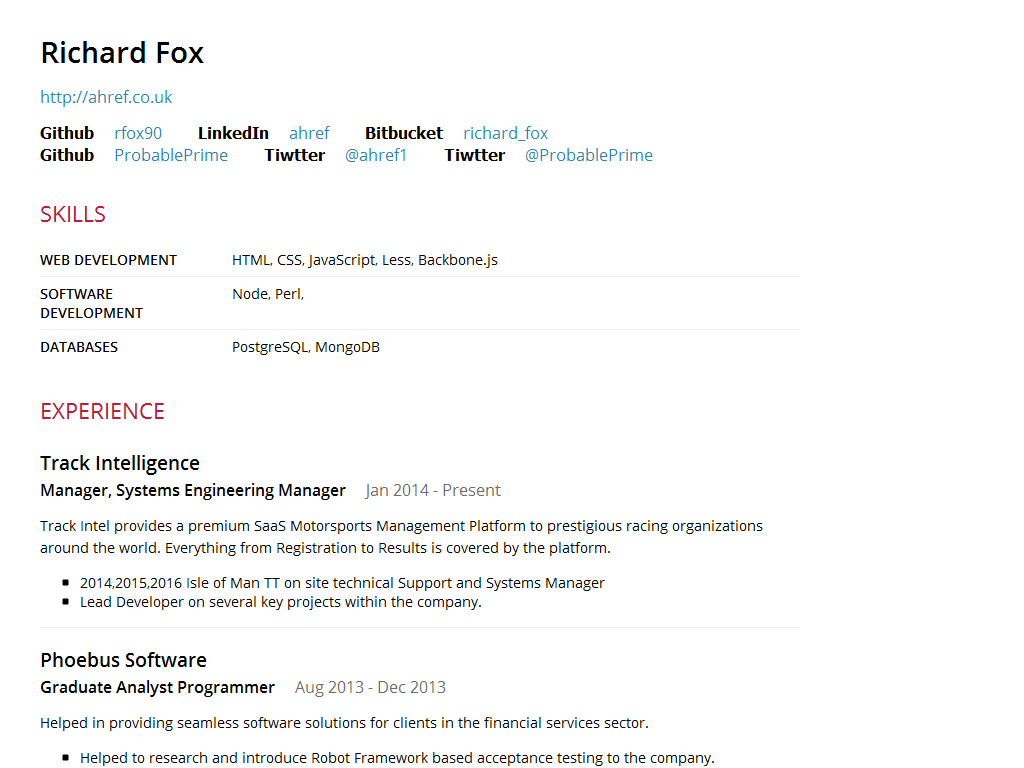 Richard Fox
http://ahref.co.uk
Github rfox90 LinkedIn ahref Bitbucket richard_fox
Github ProbablePrime Tiwtter @ahref1 Tiwtter @ProbablePrime
SKILLS
WEB DEVELOPMENT HTML, CSS, JavaScript, Less, Backbone.js
SOFTWARE DEVELOPMENT Node, Perl,
DATABASES PostgreSQL, MongoDB
EXPERIENCE
Track Intelligence
Manager, Systems Engineering Manager Jan 2014 - Present
Track Intel provides a premium SaaS Motorsports Management Platform to prestigious racing organizations
around the world. Everything from Registration to Results is covered by the platform.
2014,2015,2016 Isle of Man TT on site technical Support and Systems Manager
Lead Developer on several key projects within the company.
Phoebus Software
Graduate Analyst Programmer Aug 2013 - Dec 2013
Helped in providing seamless software solutions for clients in the financial services sector.
Helped to research and introduce Robot Framework based acceptance testing to the company.